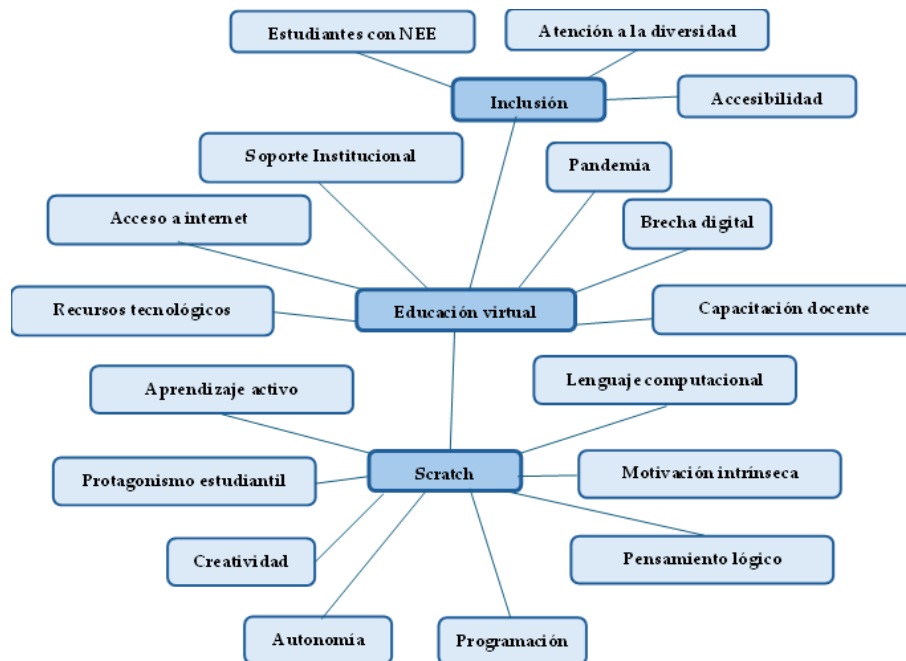 Estudiantes con NEE
Atención a la diversidad
Inclusión
Accesibilidad
Soporte Institucional
Pandemia
Acceso a internet
Brecha digital
Recursos tecnológicos
Educación virtual
Capacitación docente
Aprendizaje activo
Lenguaje computacional
Protagonismo estudiantil
Scratch
Motivación intrínseca
Creatividad
Pensamiento lógico
Autonomía
Programación